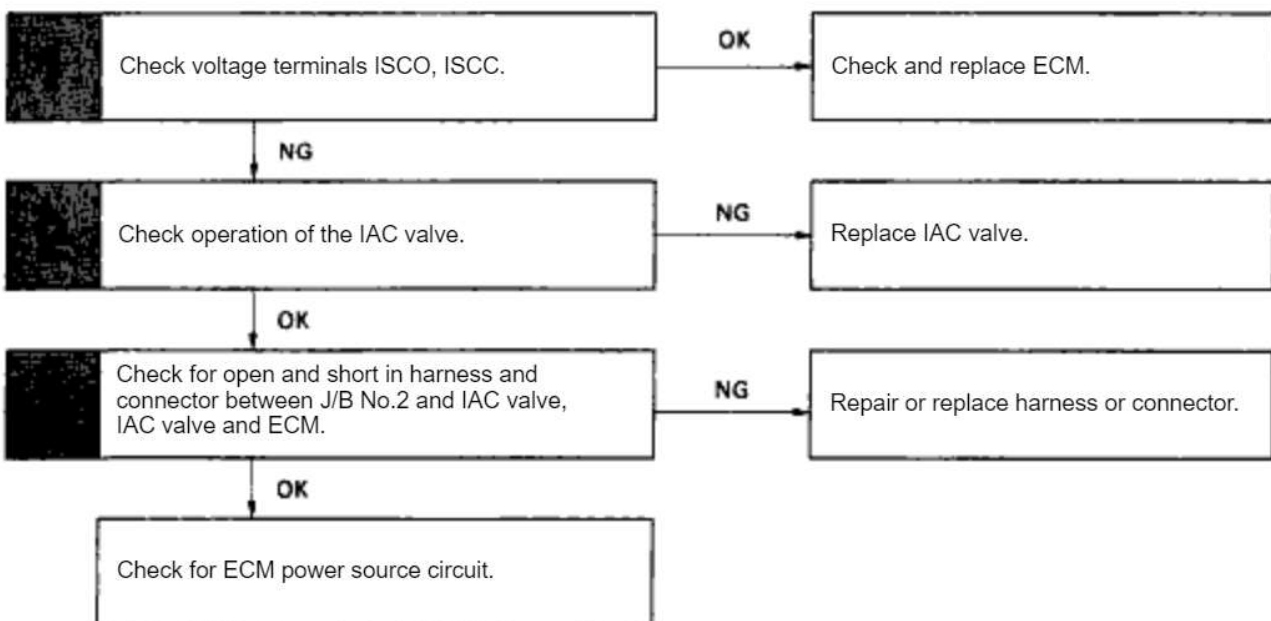 Check voltage terminals ISCO, ISCC.
OK
Check and replace ECM.
NG
Check operation of the IAC valve.
NG
Replace IAC valve.
OK
Check for open and short in harness and
connector between J/B No.2 and IAC valve,
IAC valve and ECM.
NG
Repair or replace harness or connector.
OK
Check for ECM power source circuit.